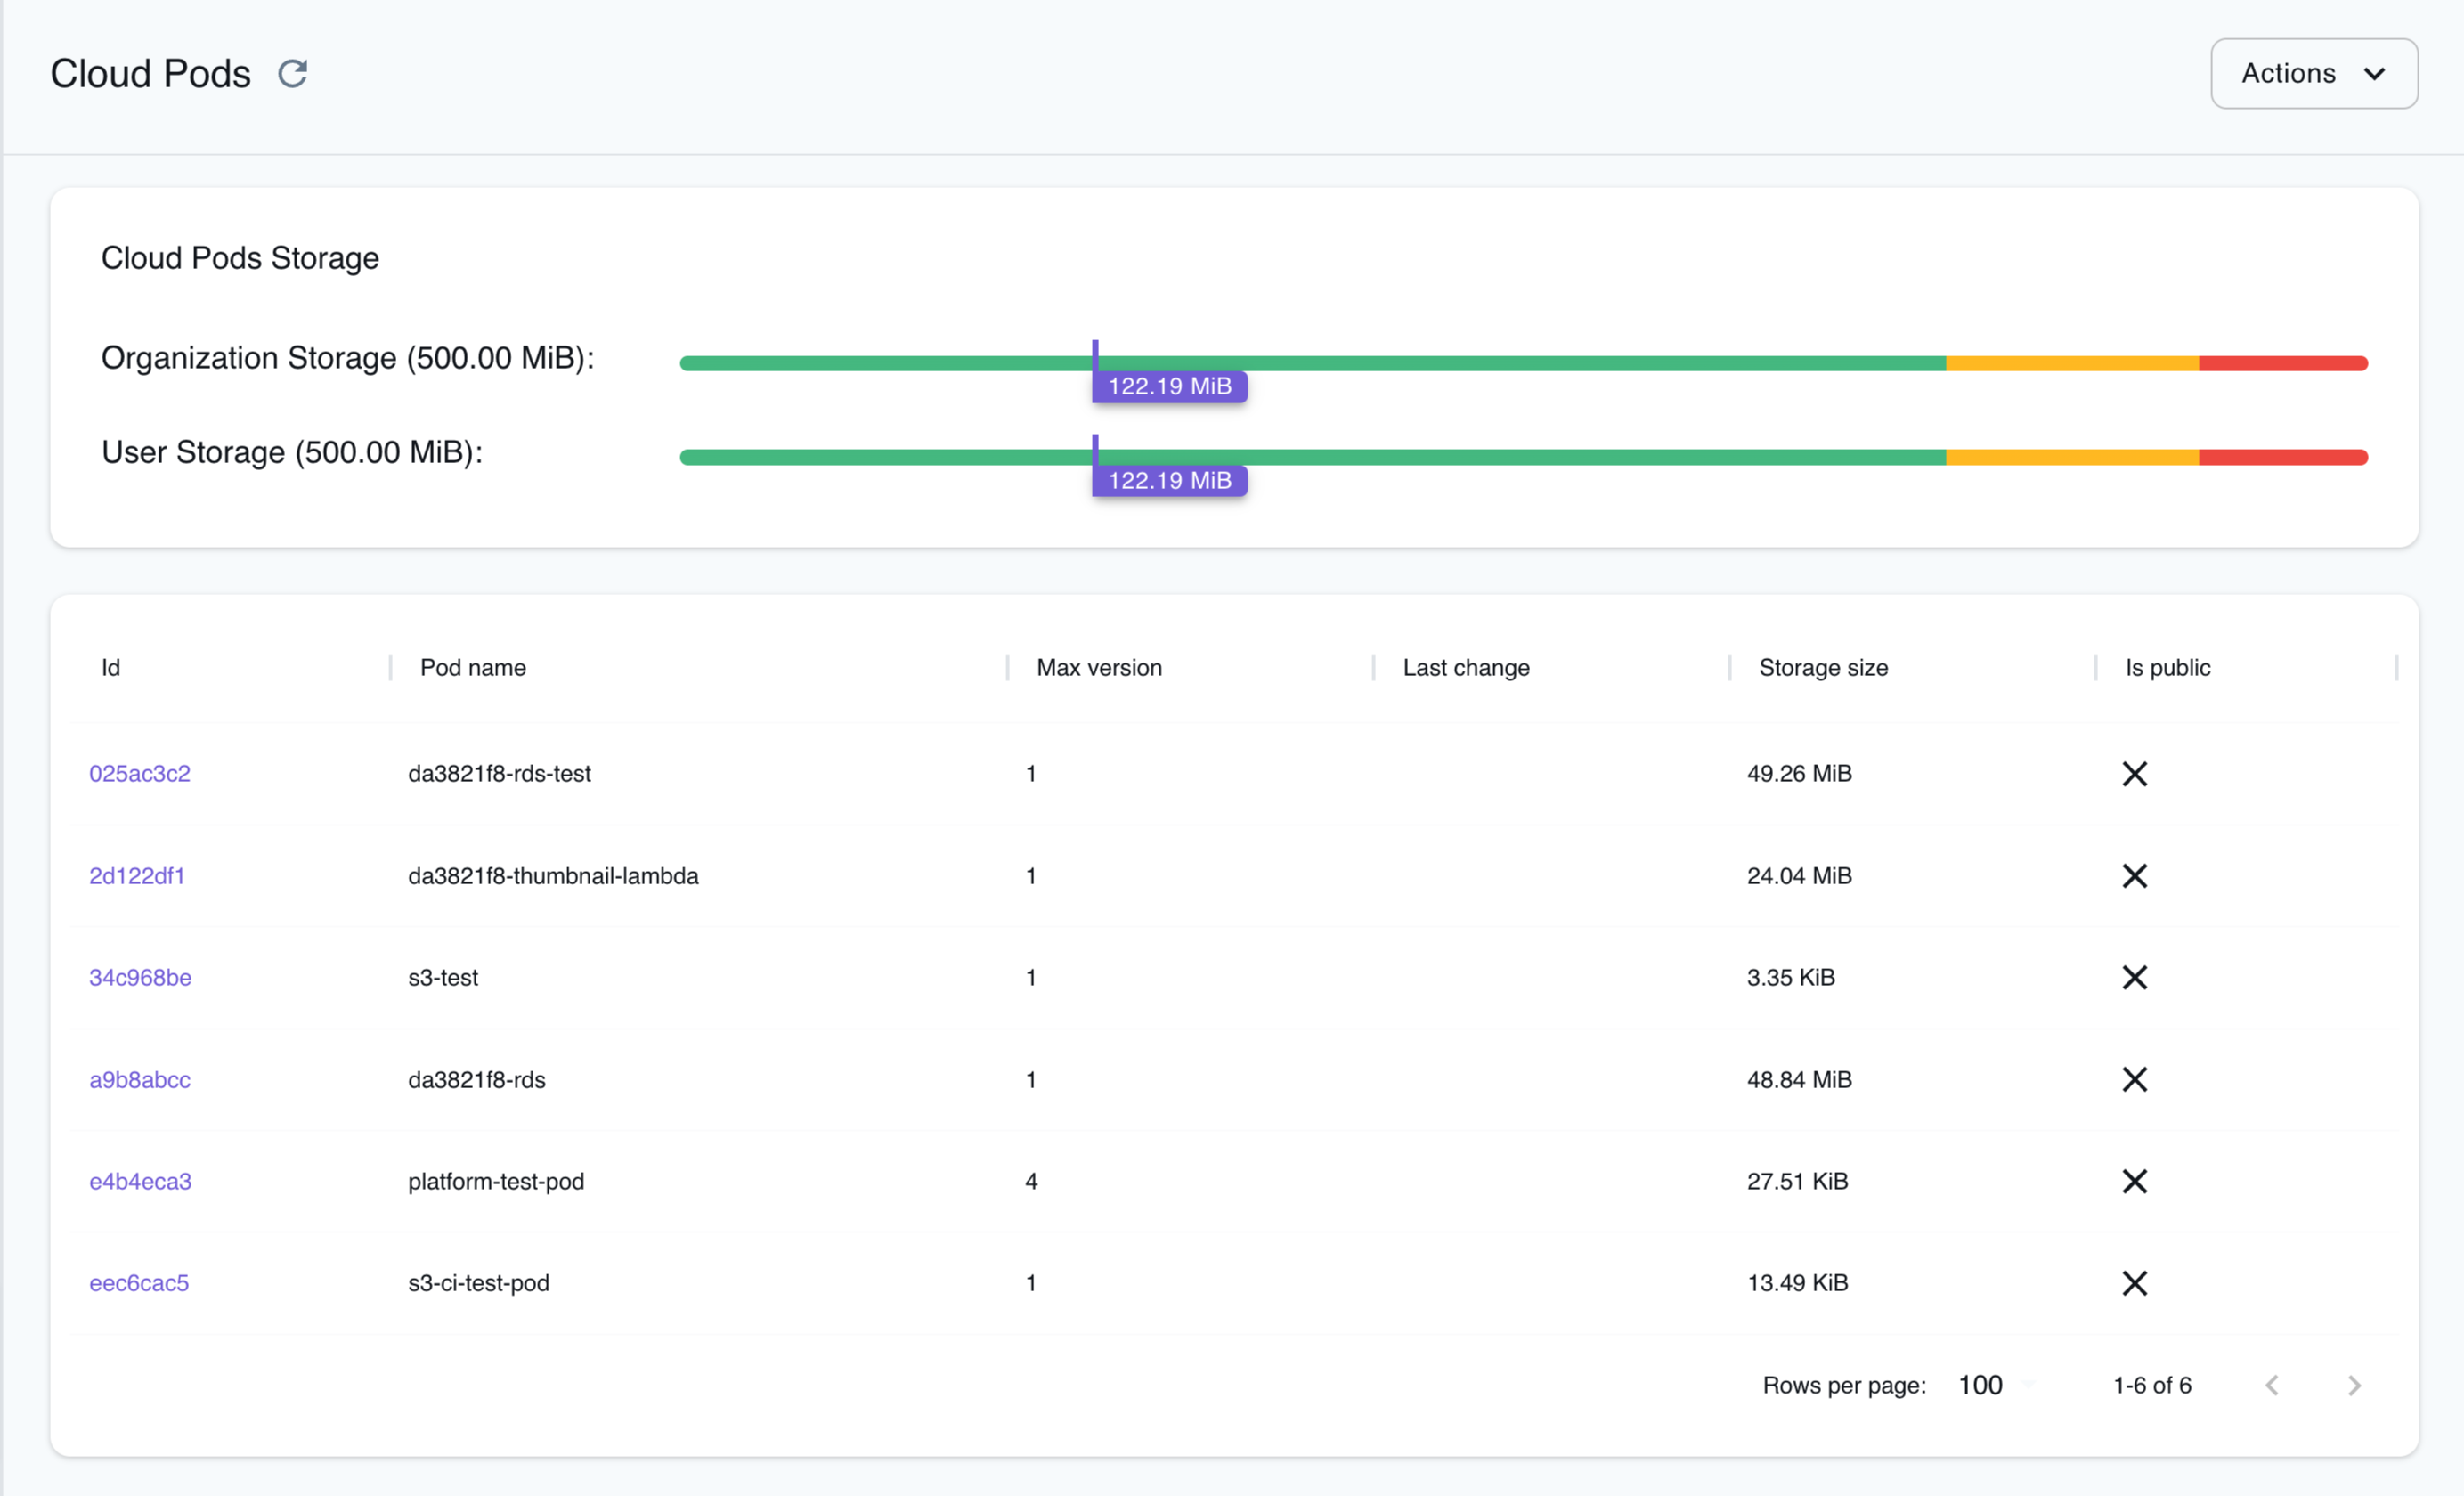 Cloud Pods
Actions
Cloud Pods Storage
Organization Storage (500.00 MiB):
122.19 MiB
User Storage (500.00 MiB):
122.19 MiB
Id Pod name Max version Last change Storage size Is public
025ac3c2 da3821f8-rds-test 1 49.26 MiB
2d122df1 da3821f8-thumbnail-lambda 1 24.04 MiB
34c968be s3-test 1 3.35 KiB
a9b8abcc da3821f8-rds 1 48.84 MiB
e4b4eca3 platform-test-pod 4 27.51 KiB
eec6cac5 s3-ci-test-pod 1 13.49 KiB
Rows per page: 100 1-6 of 6